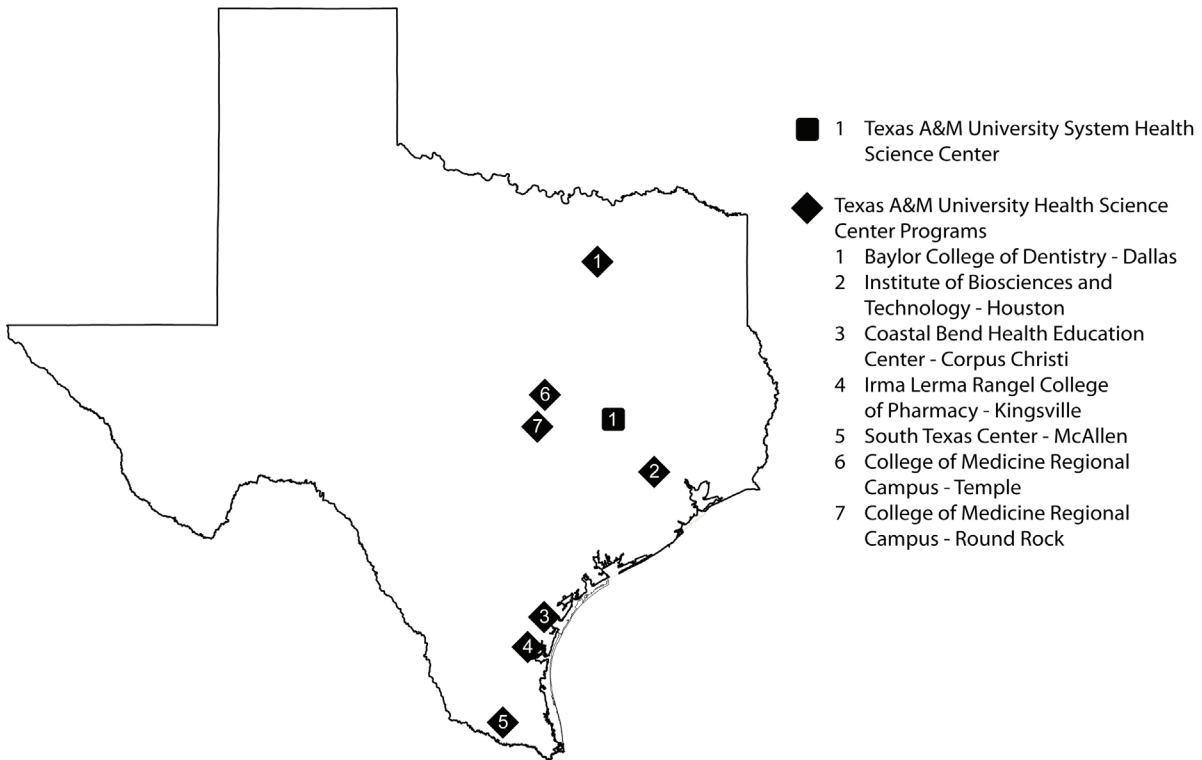 1 Texas A&M University System Health
Science Center
Texas A&M University Health Science
Center Programs
1 Baylor College of Dentistry - Dallas
2 Institute of Biosciences and
Technology - Houston
3 Coastal Bend Health Education
Center - Corpus Christi
4 Irma Lerma Rangel College
of Pharmacy - Kingsville
5 South Texas Center - McAllen
6 College of Medicine Regional
Campus - Temple
7 College of Medicine Regional
Campus - Round Rock
1
6
7
1
2
3
4
5